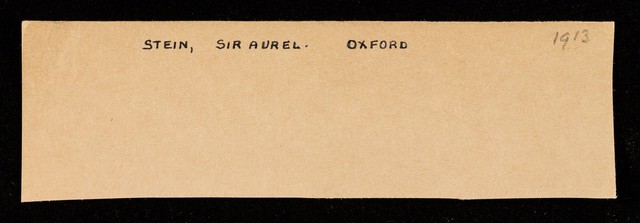 STEIN, SIR AUREL. OXFORD 1913